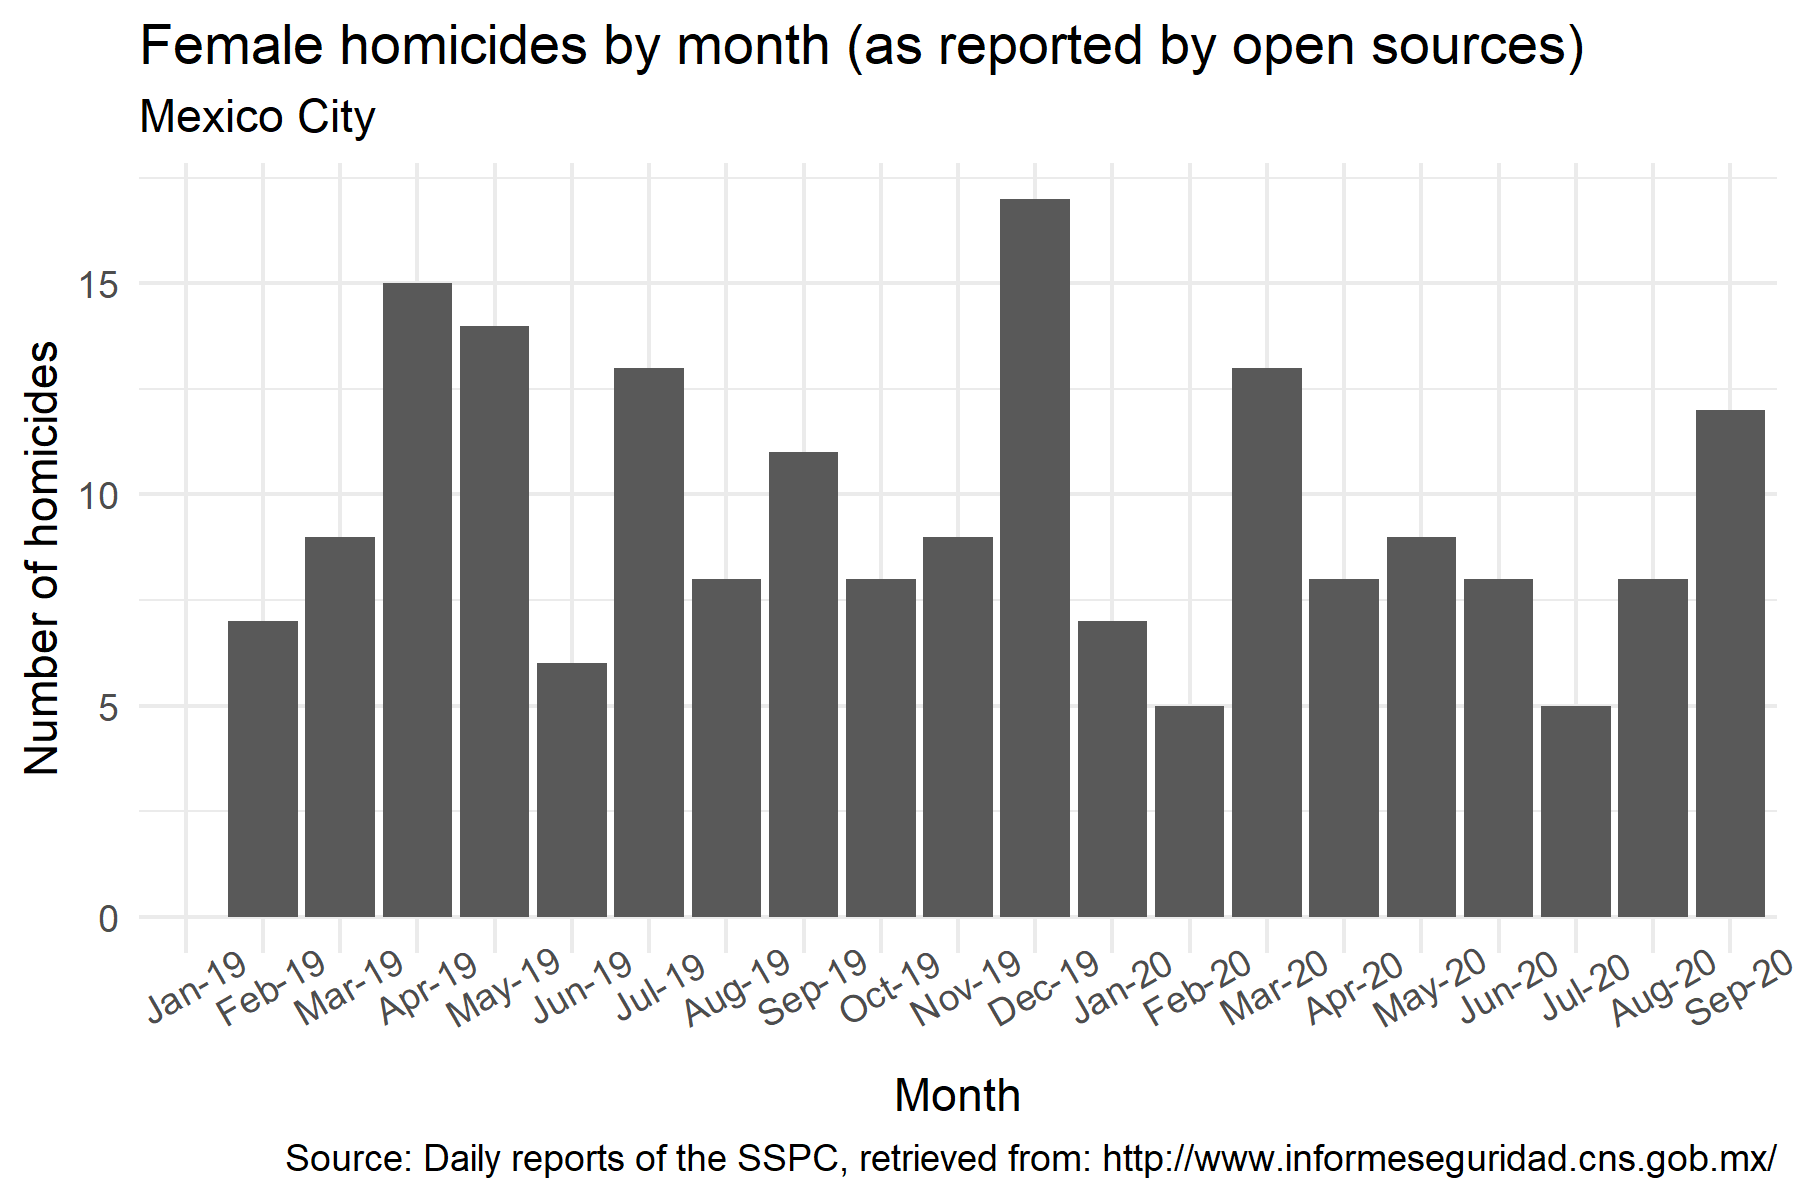 Female homicides by month (as reported by open sources)
Mexico City
Number of homicides
15
10
5
0
Jan-19
Feb-19
Mar-19
Apr-19
May-19
Jun-19
Jul-19
Aug-19
Sep-19
Oct-19
Nov-19
Dec-19
Jan-20
Feb-20
Mar-20
Apr-20
May-20
Jun-20
Jul-20
Aug-20
Sep-20
Month
Source: Daily reports of the SSPC, retrieved from: http://www.informeseguridad.cns.gob.mx/